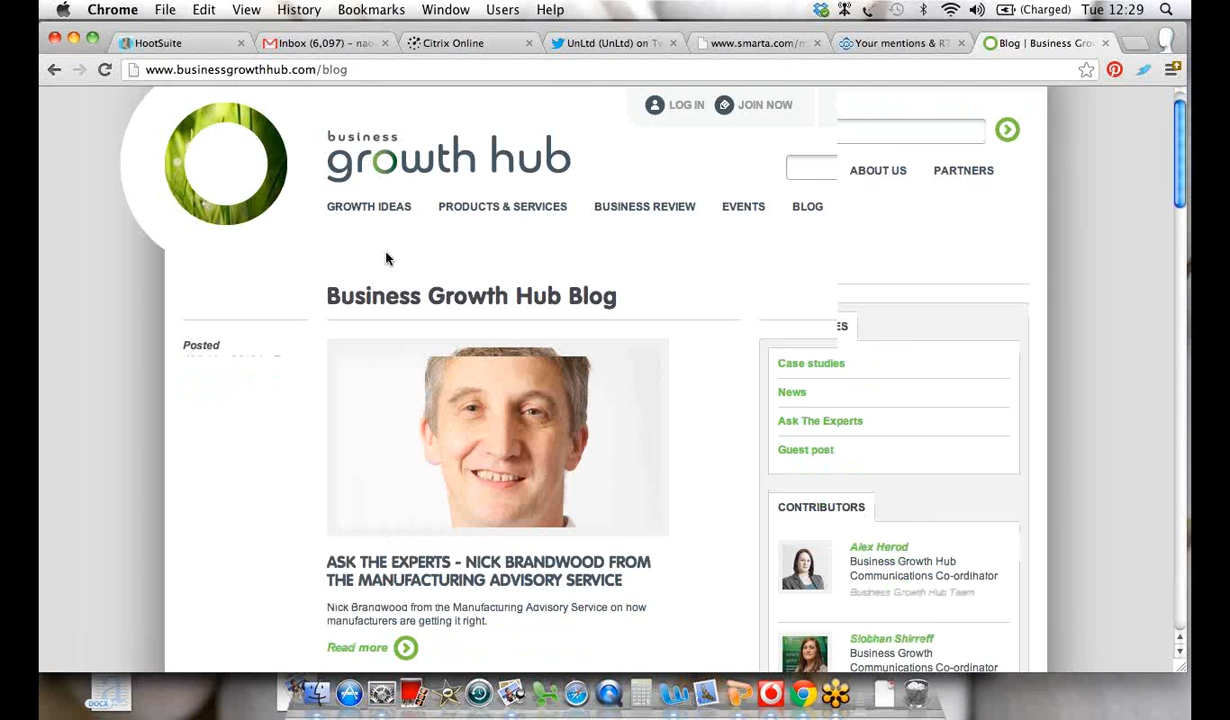 Chrome File Edit View History Bookmarks Window Users Help (Charged) Tue 12:29
HootSuite Inbox (6,097) – nao Citrix Online UnLtd (UnLtd) on Tw www.smarta.com/m Your mentions & RT Blog | Business Gro
www.businessgrowthhub.com/blog
LOG IN JOIN NOW
business
growth hub
ABOUT US PARTNERS
GROWTH IDEAS PRODUCTS & SERVICES BUSINESS REVIEW EVENTS BLOG
Business Growth Hub Blog
ES
Posted
Case studies
News
Ask The Experts
Guest post
CONTRIBUTORS
Alex Herod
Business Growth Hub
Communications Co-ordinator
Business Growth Hub Team
ASK THE EXPERTS - NICK BRANDWOOD FROM
THE MANUFACTURING ADVISORY SERVICE
Nick Brandwood from the Manufacturing Advisory Service on how
manufacturers are getting it right.
Read more
Siobhan Shirreff
Business Growth
Communications Co-ordinator
DOCX